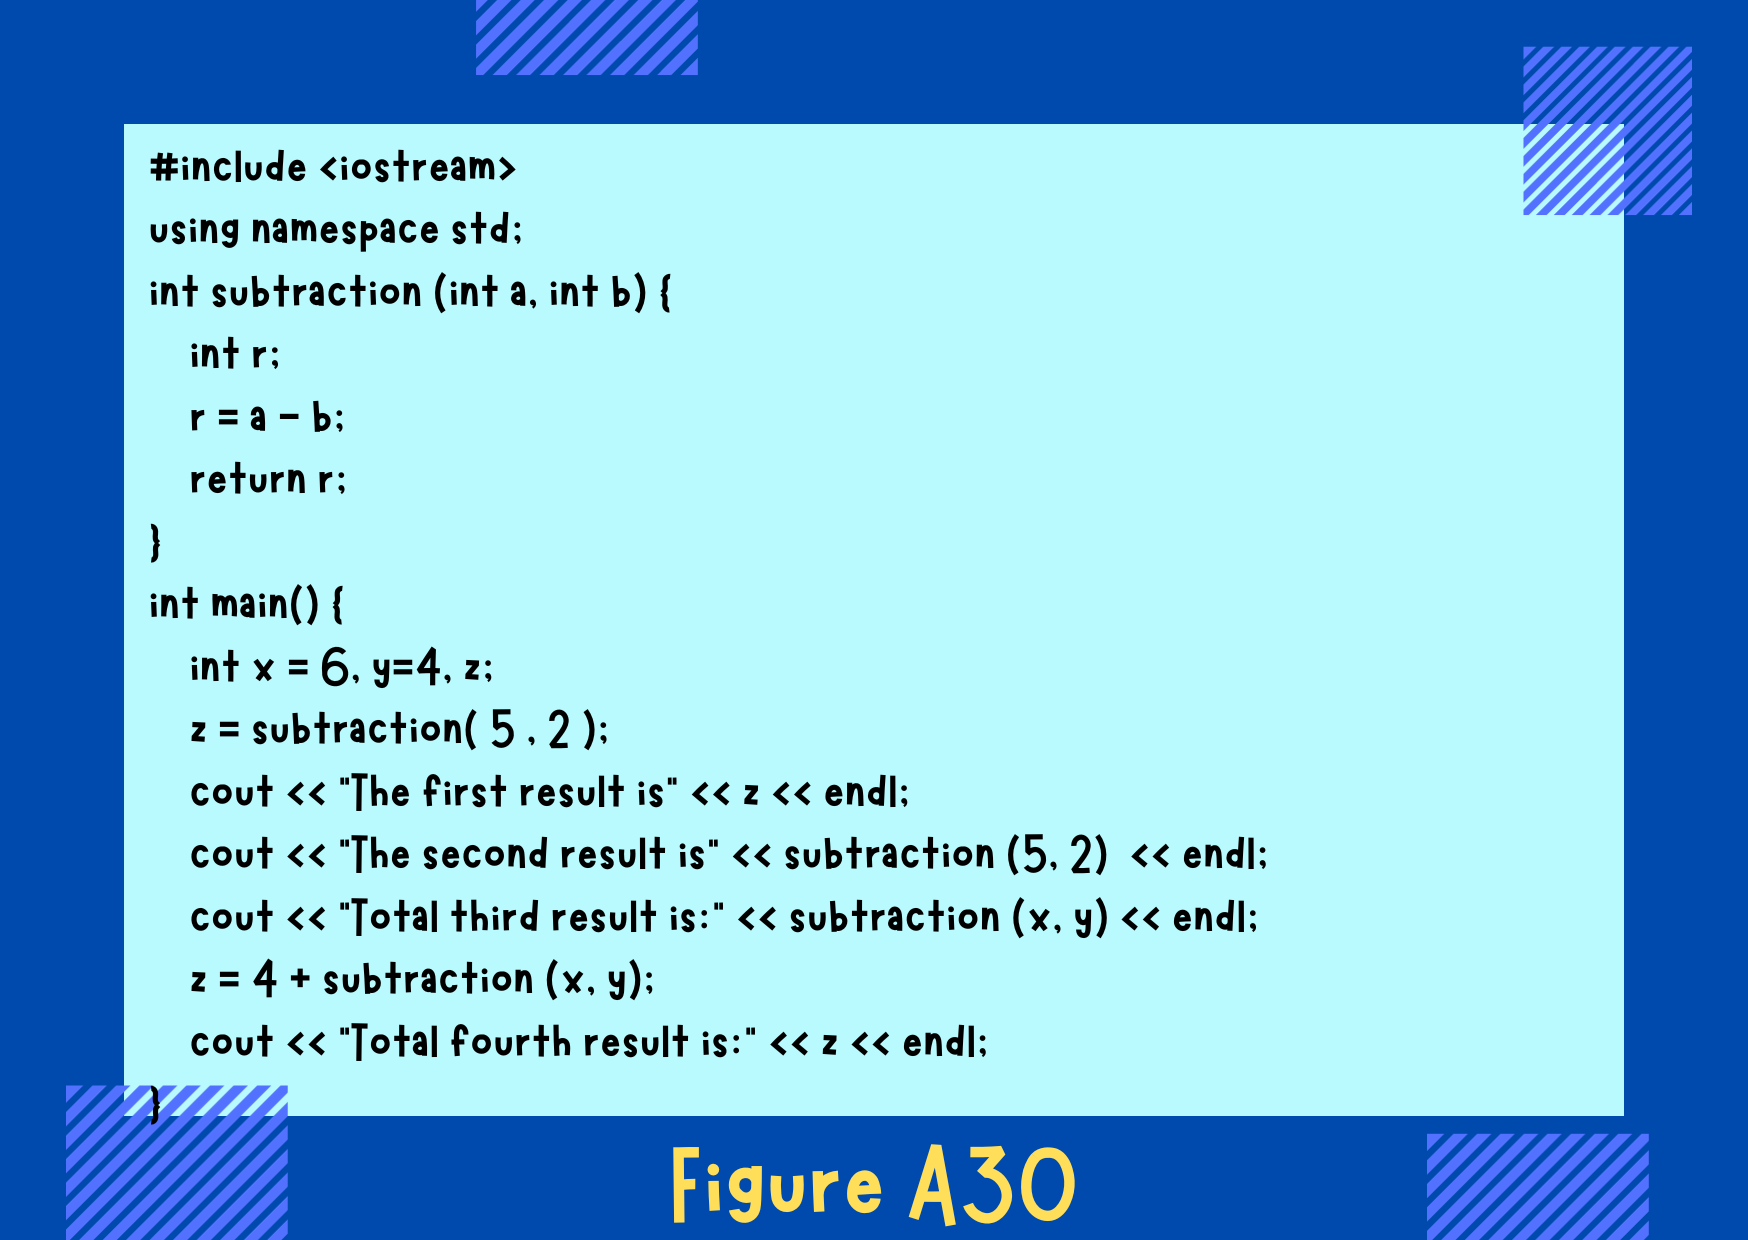 #include <iostream>
using namespace std;
int subtraction (int a, int b) {
    int r;
    r = a - b;
    return r;
}
int main() {
    int x = 6, y=4, z;
    z = subtraction( 5 , 2 );
    cout << "The first result is" << z << endl;
    cout << "The second result is" << subtraction (5, 2)  << endl;
    cout << "Total third result is:" << subtraction (x, y) << endl;
    z = 4 + subtraction (x, y);
    cout << "Total fourth result is:" << z << endl;
}
Figure A30